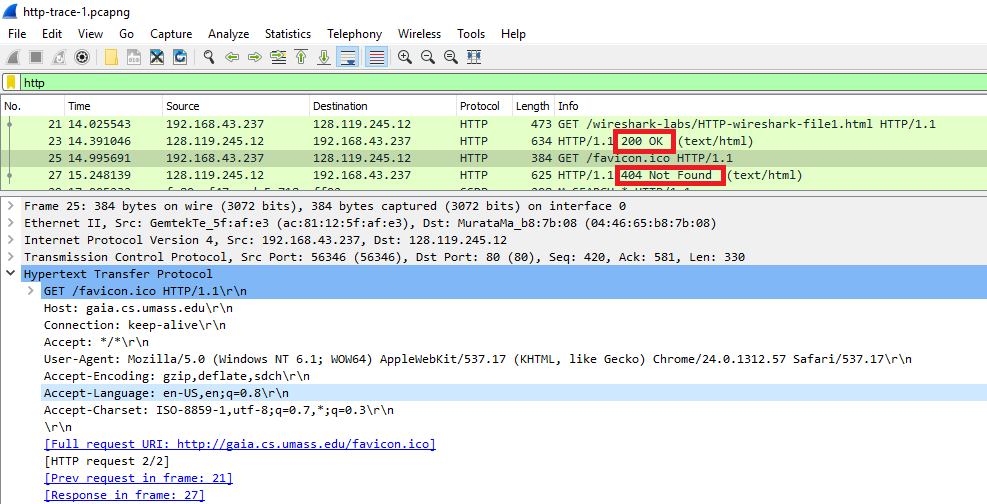 http-trace-1.pcapng
File Edit View Go Capture Analyze Statistics Telephony Wireless Tools Help
http
No. Time Source Destination Protocol Length Info
21 14.025543 192.168.43.237 128.119.245.12 HTTP 473 GET /wireshark-labs/HTTP-wireshark-file1.html HTTP/1.1
23 14.391046 192.168.43.237 128.119.245.12 HTTP 634 HTTP/1.1 200 OK (text/html)
25 14.995691 192.168.43.237 128.119.245.12 HTTP 384 GET /favicon.ico HTTP/1.1
27 15.248139 192.168.43.237 128.119.245.12 HTTP 625 HTTP/1.1 404 Not Found (text/html)
Frame 25: 384 bytes on wire (3072 bits), 384 bytes captured (3072 bits) on interface 0
Ethernet II, Src: GemtekTe_5f:af:e3 (ac:81:12:5f:af:e3), Dst: MurataMa_b8:7b:08 (04:46:65:b8:7b:08)
Internet Protocol Version 4, Src: 192.168.43.237, Dst: 128.119.245.12
Transmission Control Protocol, Src Port: 56346 (56346), Dst Port: 80 (80), Seq: 420, Ack: 581, Len: 330
Hypertext Transfer Protocol
GET /favicon.ico HTTP/1.1\r\n
Host: gaia.cs.umass.edu\r\n
Connection: keep-alive\r\n
Accept: */*\r\n
User-Agent: Mozilla/5.0 (Windows NT 6.1; WOW64) AppleWebKit/537.17 (KHTML, like Gecko) Chrome/24.0.1312.57 Safari/537.17\r\n
Accept-Encoding: gzip,deflate,sdch\r\n
Accept-Language: en-US,en;q=0.8\r\n
Accept-Charset: ISO-8859-1,utf-8;q=0.7,*;q=0.3\r\n
\r\n
[Full request URI: http://gaia.cs.umass.edu/favicon.ico]
[HTTP request 2/2]
[Prev request in frame: 21]
[Response in frame: 27]